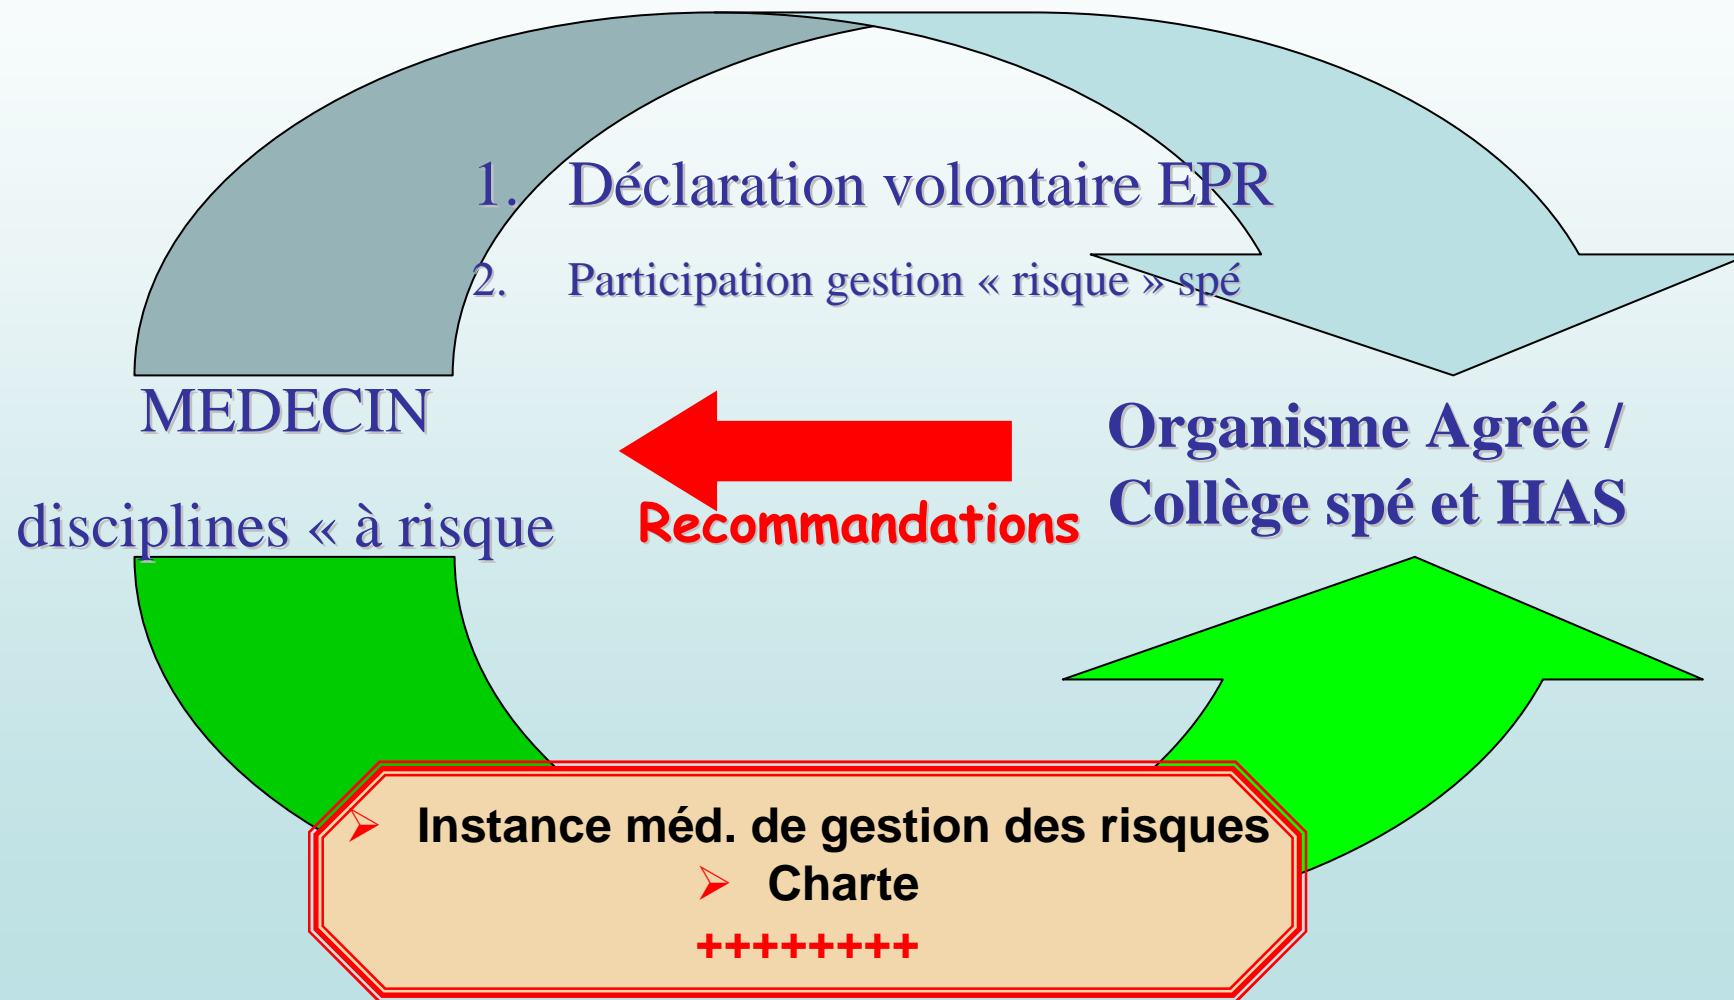 1. Déclaration volontaire EPR
2. Participation gestion « risque » spé
MEDECIN
disciplines « à risque
Recommandations
Organisme Agréé /
Collège spé et HAS
➢ Instance méd. de gestion des risques
➢ Charte
++++++++